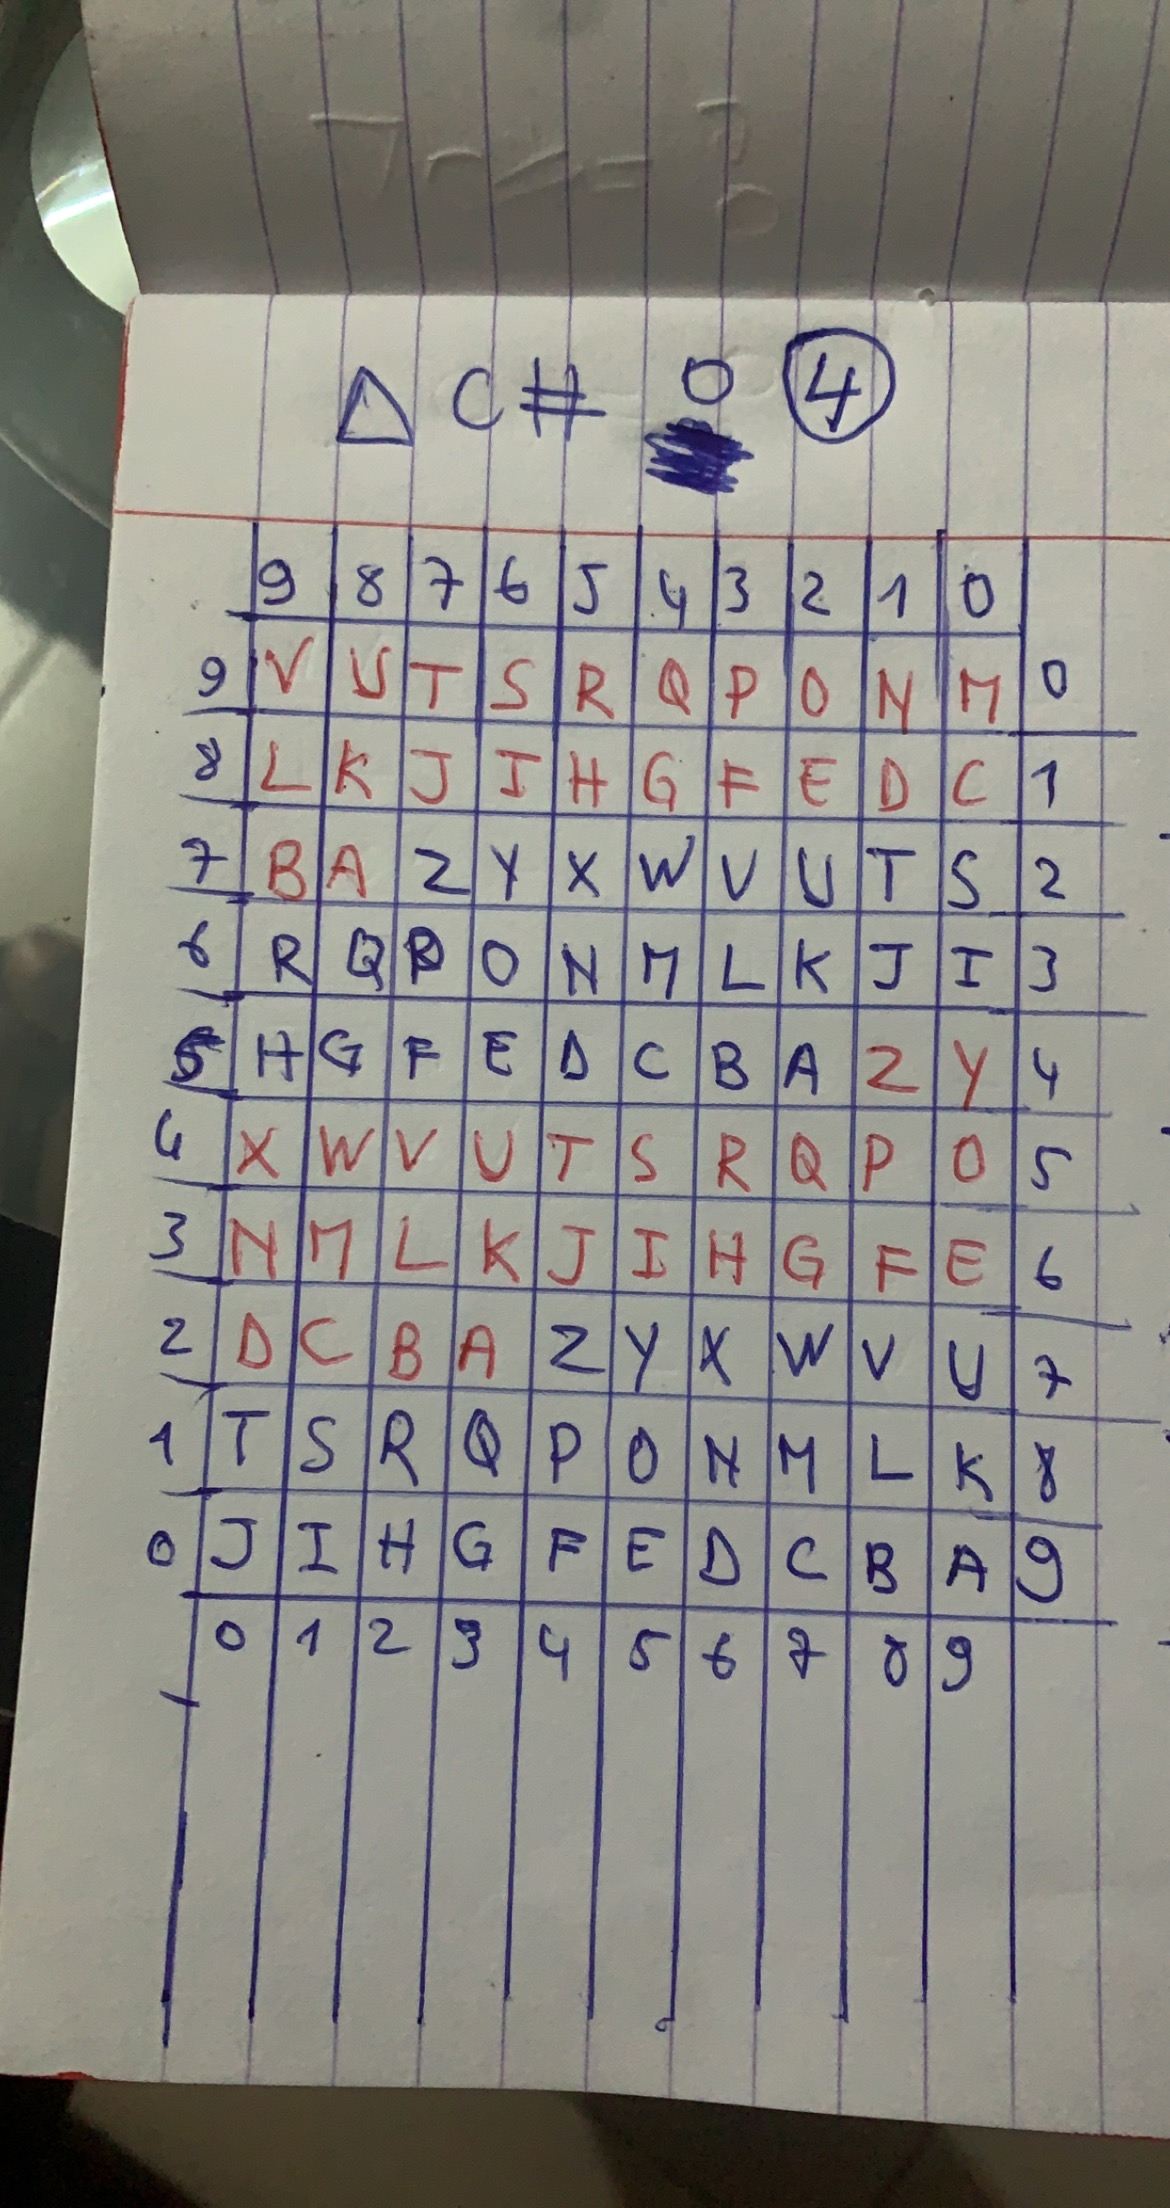 △ C # 0 ④
9 8 7 6 5 4 3 2 1 0
9 V U T S R Q P O N M 0
8 L K J I H G F E D C 1
7 B A Z Y X W V U T S 2
6 R Q P O N M L K J I 3
5 H G F E D C B A Z Y 4
4 X W V U T S R Q P O 5
3 N M L K J I H G F E 6
2 D C B A Z Y X W V U 7
1 T S R Q P O N M L K 8
0 J I H G F E D C B A 9
0 1 2 3 4 5 6 7 8 9